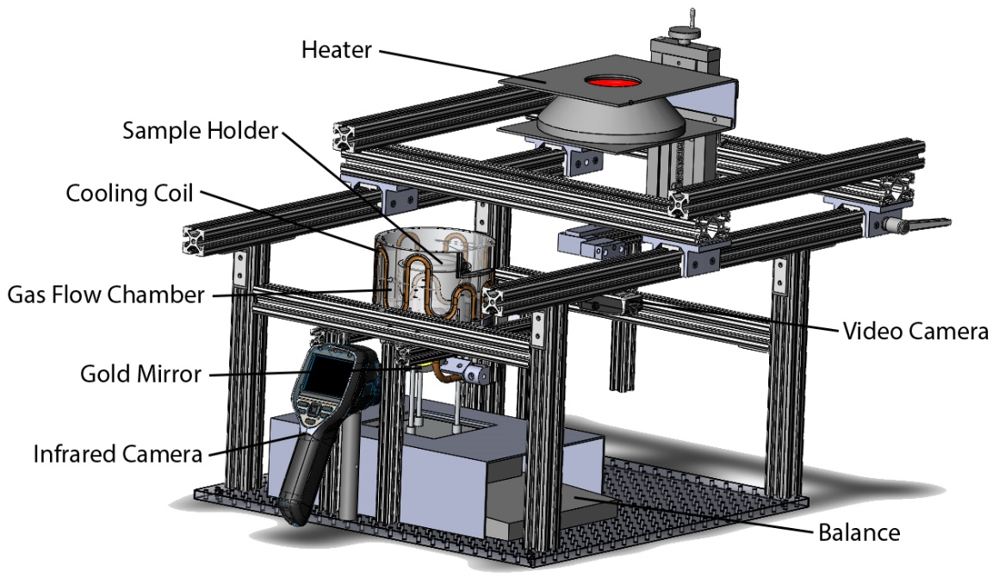 Heater
Sample Holder
Cooling Coil
Gas Flow Chamber
Video Camera
Gold Mirror
Infrared Camera
Balance